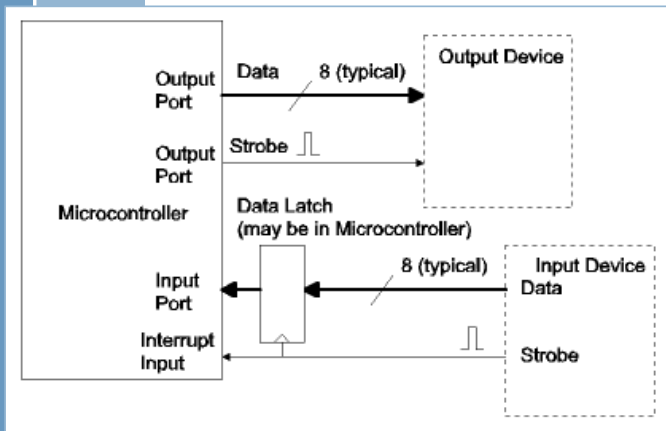 Output Port
Data
8 (typical)
Output Device
Output Port
Strobe
Microcontroller
Data Latch
(may be in Microcontroller)
Input Port
8 (typical)
Input Device
Data
Interrupt Input
Strobe